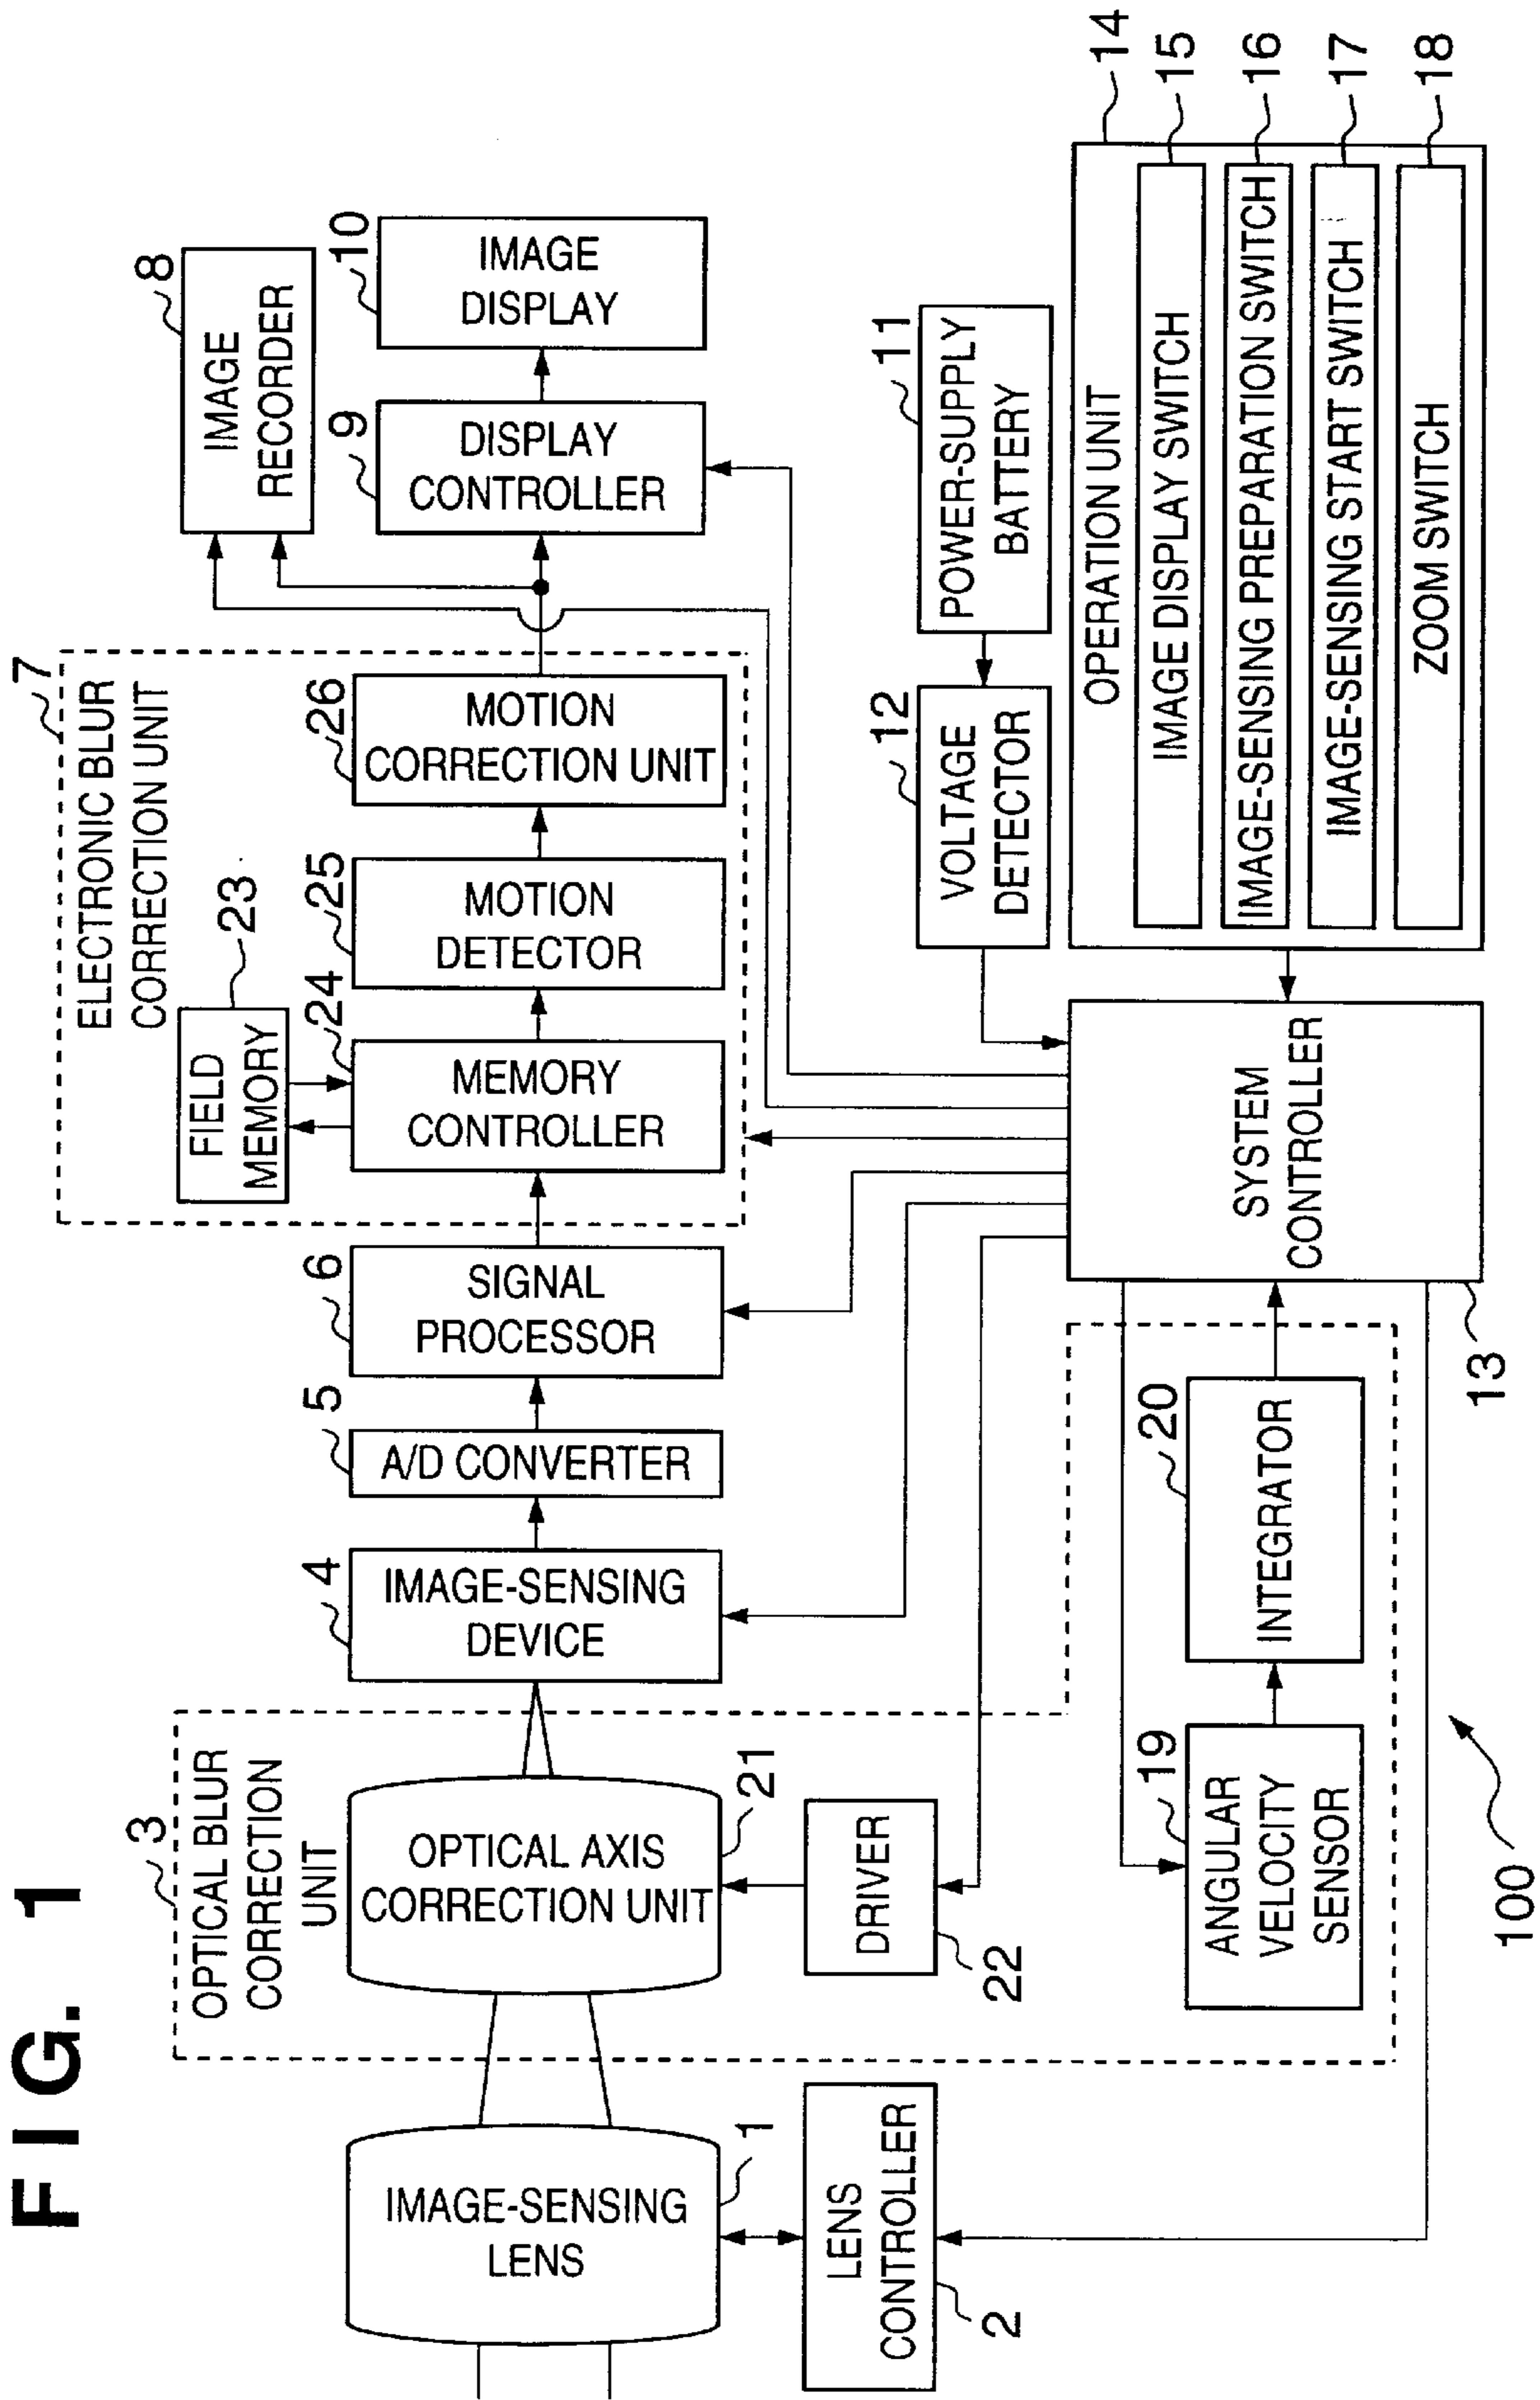 FIG. 1
3
OPTICAL BLUR
CORRECTION
UNIT
7
ELECTRONIC BLUR
CORRECTION UNIT
23
FIELD
MEMORY
8
IMAGE
RECORDER
1
IMAGE-SENSING
LENS
21
OPTICAL AXIS
CORRECTION UNIT
4
IMAGE-SENSING
DEVICE
5
A/D CONVERTER
6
SIGNAL
PROCESSOR
24
MEMORY
CONTROLLER
25
MOTION
DETECTOR
26
MOTION
CORRECTION UNIT
9
DISPLAY
CONTROLLER
10
IMAGE
DISPLAY
2
LENS
CONTROLLER
22
DRIVER
12
VOLTAGE
DETECTOR
11
POWER-SUPPLY
BATTERY
19
ANGULAR
VELOCITY
SENSOR
20
INTEGRATOR
13
SYSTEM
CONTROLLER
14
OPERATION UNIT
15
IMAGE DISPLAY SWITCH
16
IMAGE-SENSING PREPARATION SWITCH
17
IMAGE-SENSING START SWITCH
18
ZOOM SWITCH
100